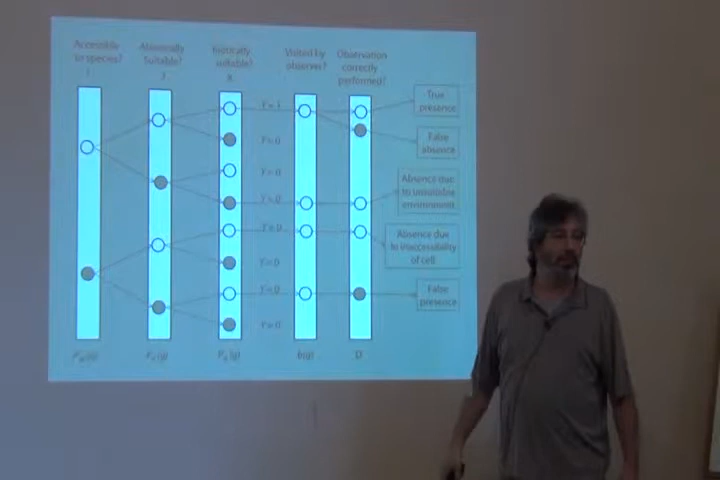 Accessible
to species?
Abiotically
Suitable?
J
Biotically
suitable?
K
Visited by
observer?
Observation
correctly
performed?
Y = 1
Y = 0
Y = 0
Y = 0
Y = 0
Y = 0
Y = 0
Y = 0
True
presence
False
absence
Absence due
to unsuitable
environment
Absence due
to inaccessibility
of cell
False
presence
b(g)
D